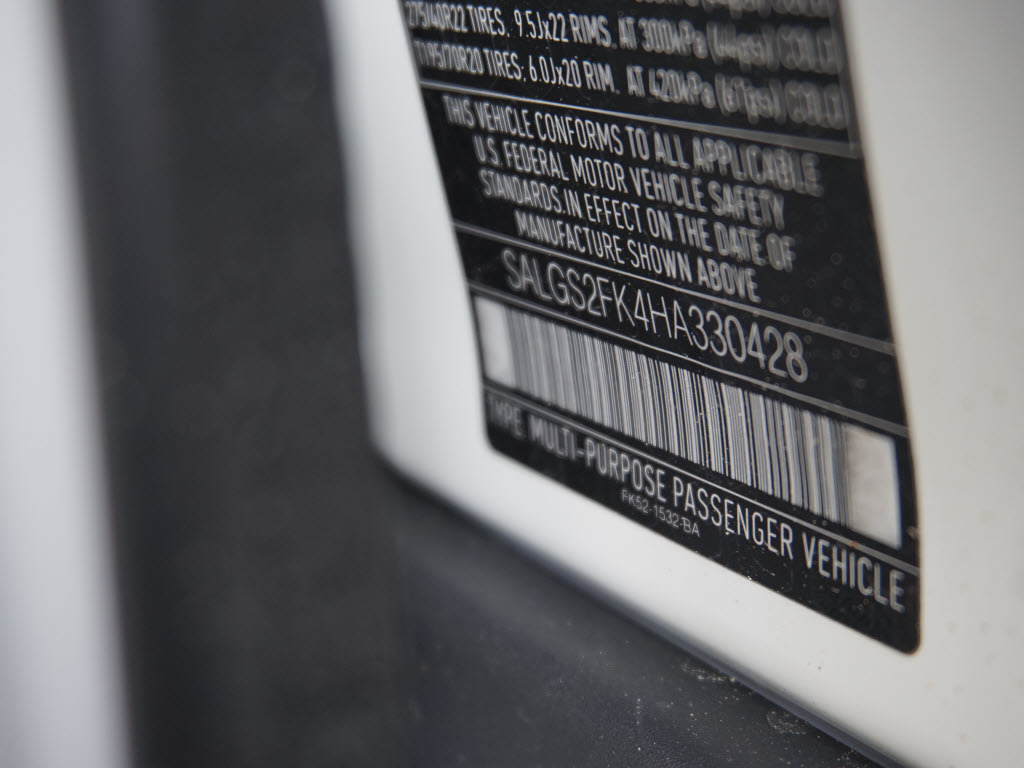 275/40R22 TIRES, 9.5Jx22 RIMS, AT 300kPa (44psi) COLD
T195/70R20 TIRES, 6.0Jx20 RIM, AT 420kPa (61psi) COLD
THIS VEHICLE CONFORMS TO ALL APPLICABLE
U.S. FEDERAL MOTOR VEHICLE SAFETY
STANDARDS IN EFFECT ON THE DATE OF
MANUFACTURE SHOWN ABOVE
SALGS2FK4HA330428
TYPE MULTI-PURPOSE PASSENGER VEHICLE
FK52-1532-BA